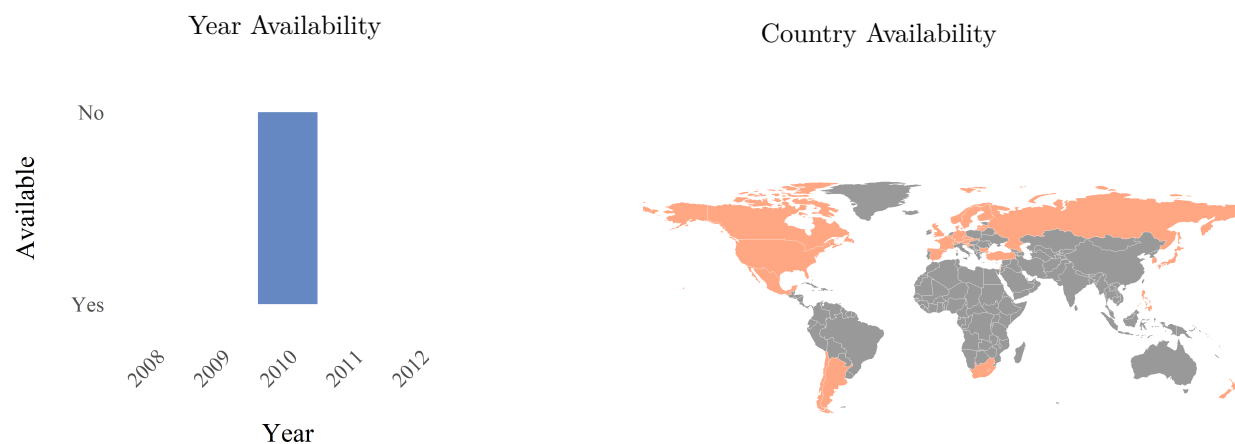 Year Availability
Country Availability
No
Available
Yes
2008
2009
2010
2011
2012
Year